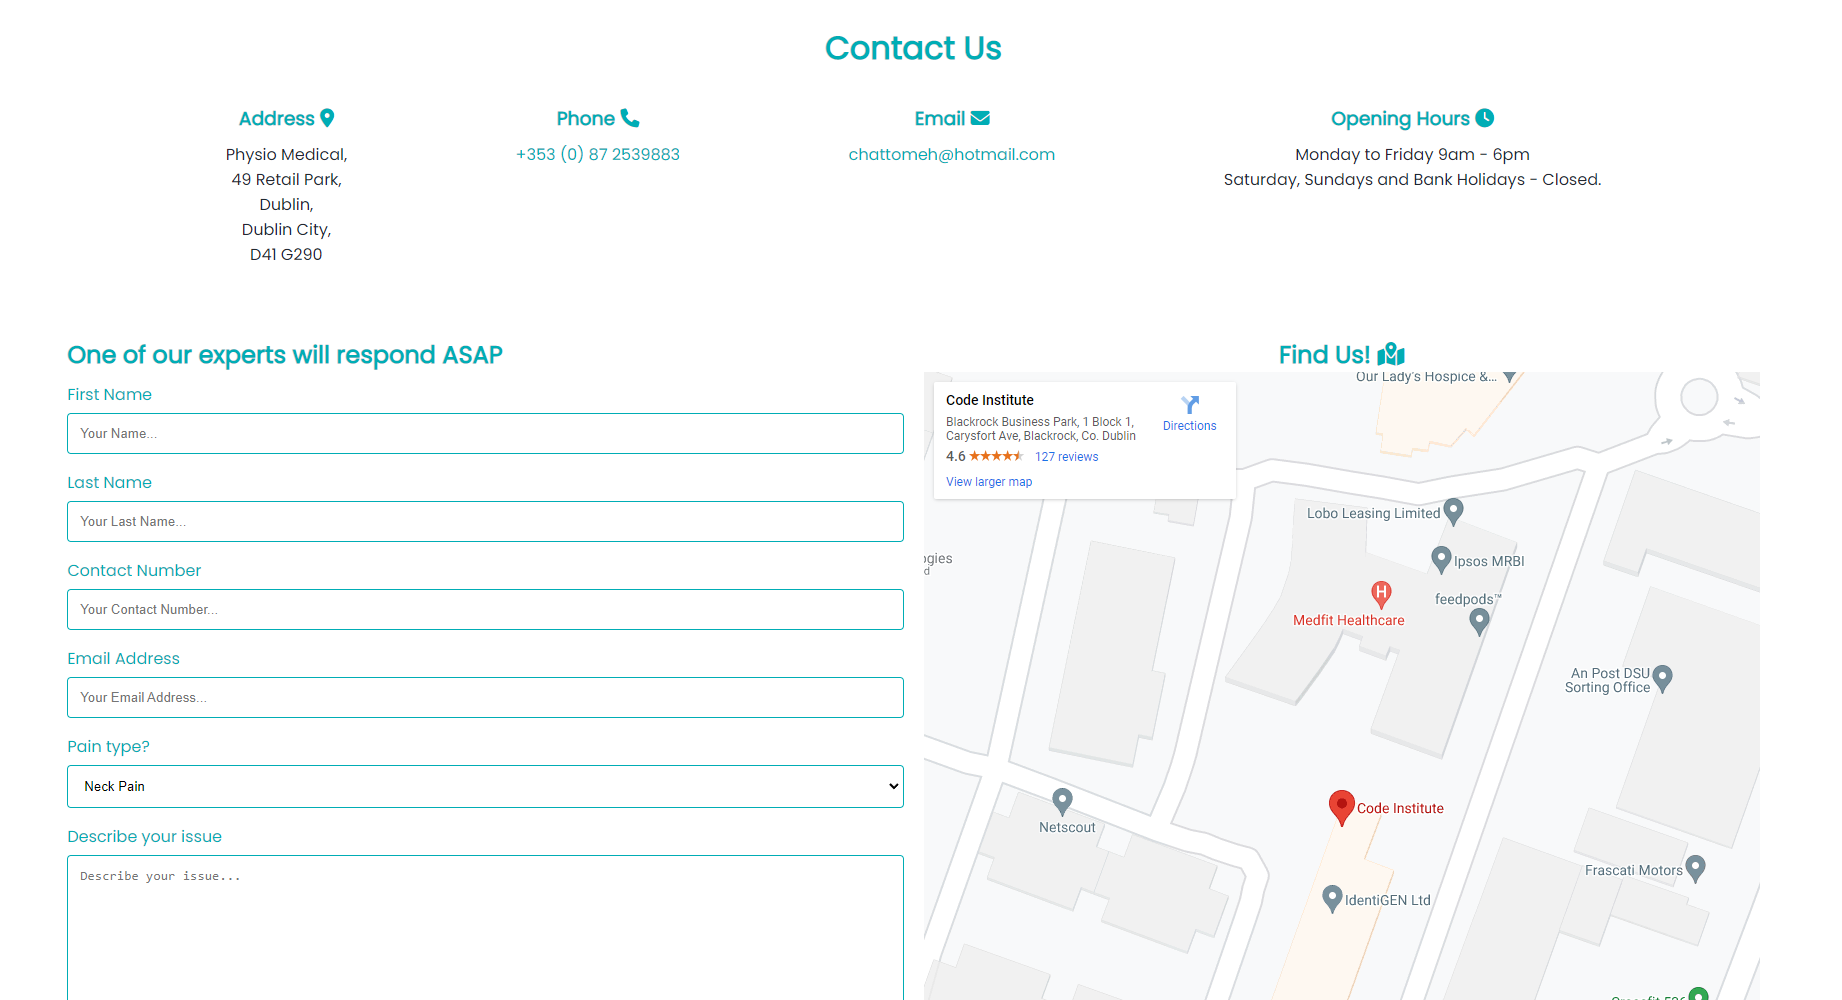 Contact Us
Address
Physio Medical,
49 Retail Park,
Dublin,
Dublin City,
D41 G290
Phone
+353 (0) 87 2539883
Email
chattomeh@hotmail.com
Opening Hours
Monday to Friday 9am - 6pm
Saturday, Sundays and Bank Holidays - Closed.
One of our experts will respond ASAP
First Name
Your Name...
Last Name
Your Last Name...
Contact Number
Your Contact Number...
Email Address
Your Email Address...
Pain type?
Neck Pain
Describe your issue
Describe your issue...
Find Us!
Code Institute
Blackrock Business Park, 1 Block 1,
Carysfort Ave, Blackrock, Co. Dublin
4.6
127 reviews
View larger map
Directions
Our Lady's Hospice &...
Lobo Leasing Limited
Ipsos MRBI
feedpods™
H
Medfit Healthcare
An Post DSU
Sorting Office
Netscout
Code Institute
Frascati Motors
IdentiGEN Ltd